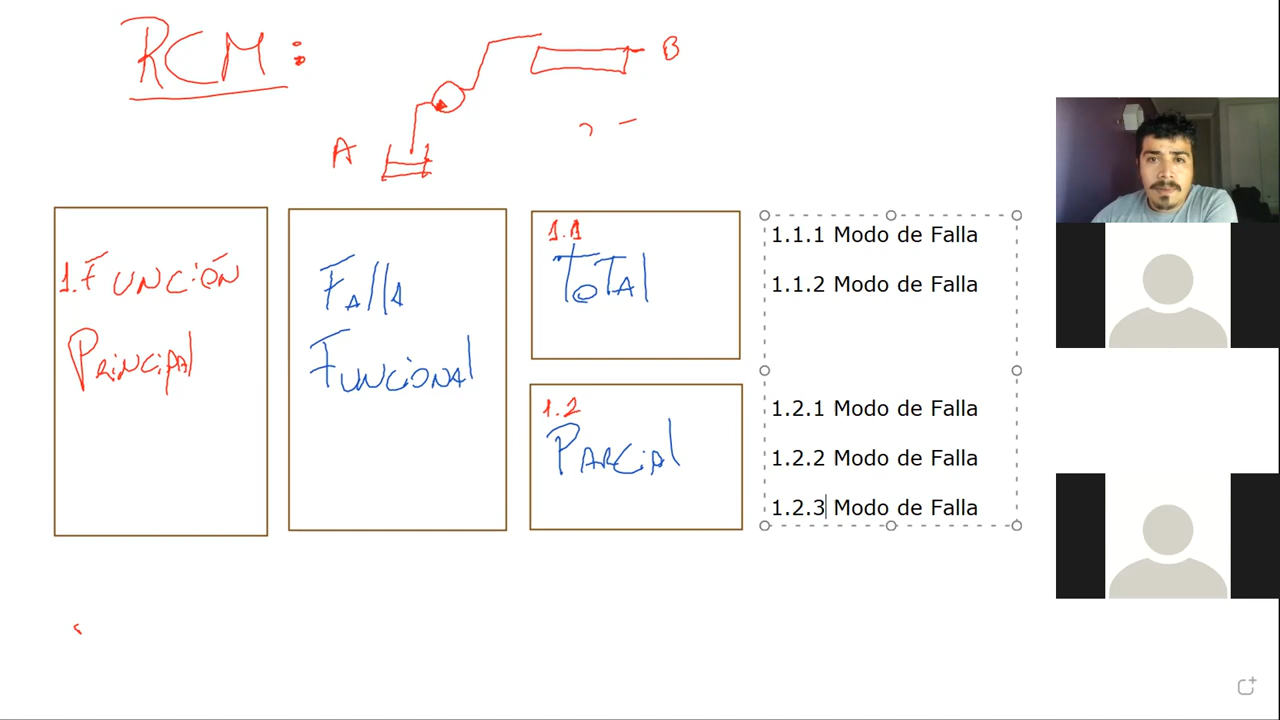 RCM:
B
A
1. Función
Principal
Falla
Funcional
1.1
Total
1.2
Parcial
1.1.1 Modo de Falla
1.1.2 Modo de Falla
1.2.1 Modo de Falla
1.2.2 Modo de Falla
1.2.3 Modo de Falla